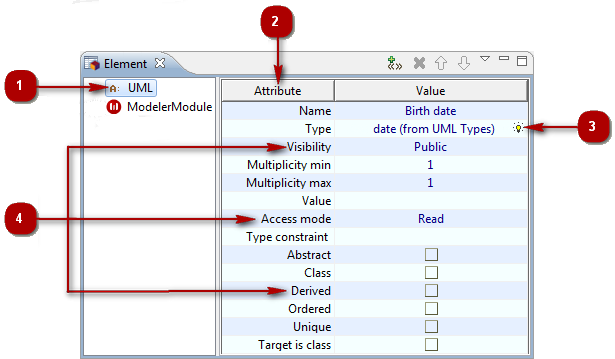 2
Element
1
A: UML
ModelerModule
Attribute Value
Name Birth date
Type date (from UML Types)
3
Visibility Public
Multiplicity min 1
Multiplicity max 1
Value
4
Access mode Read
Type constraint
Abstract
Class
Derived
Ordered
Unique
Target is class